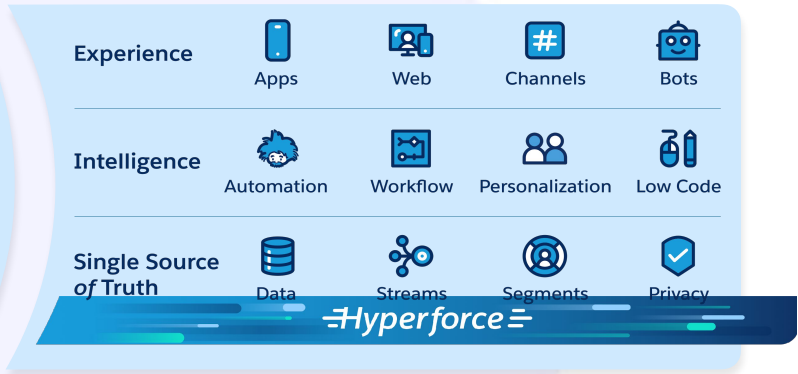 Experience
Apps
Web
#
Channels
Bots
Intelligence
Automation
Workflow
Personalization
Low Code
Single Source
of Truth
Data
Streams
Segments
Privacy
Hyperforce